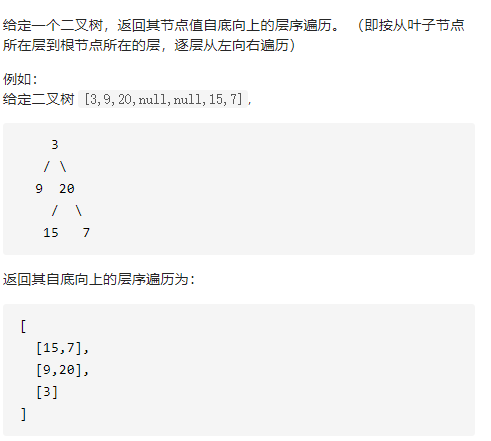 给定一个二叉树，返回其节点值自底向上的层序遍历。 （即按从叶子节点
所在层到根节点所在的层，逐层从左向右遍历）
例如：
给定二叉树 [3,9,20,null,null,15,7],
    3
   / \
  9  20
    /  \
   15   7
返回其自底向上的层序遍历为：
[
  [15,7],
  [9,20],
  [3]
]